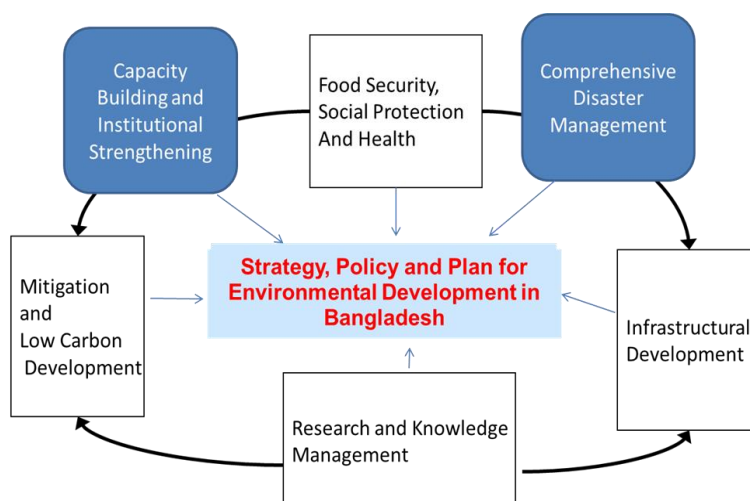 Capacity
Building and
Institutional
Strengthening
Food Security,
Social Protection
And Health
Comprehensive
Disaster
Management
Strategy, Policy and Plan for
Environmental Development in
Bangladesh
Mitigation
and
Low Carbon
Development
Infrastructural
Development
Research and Knowledge
Management